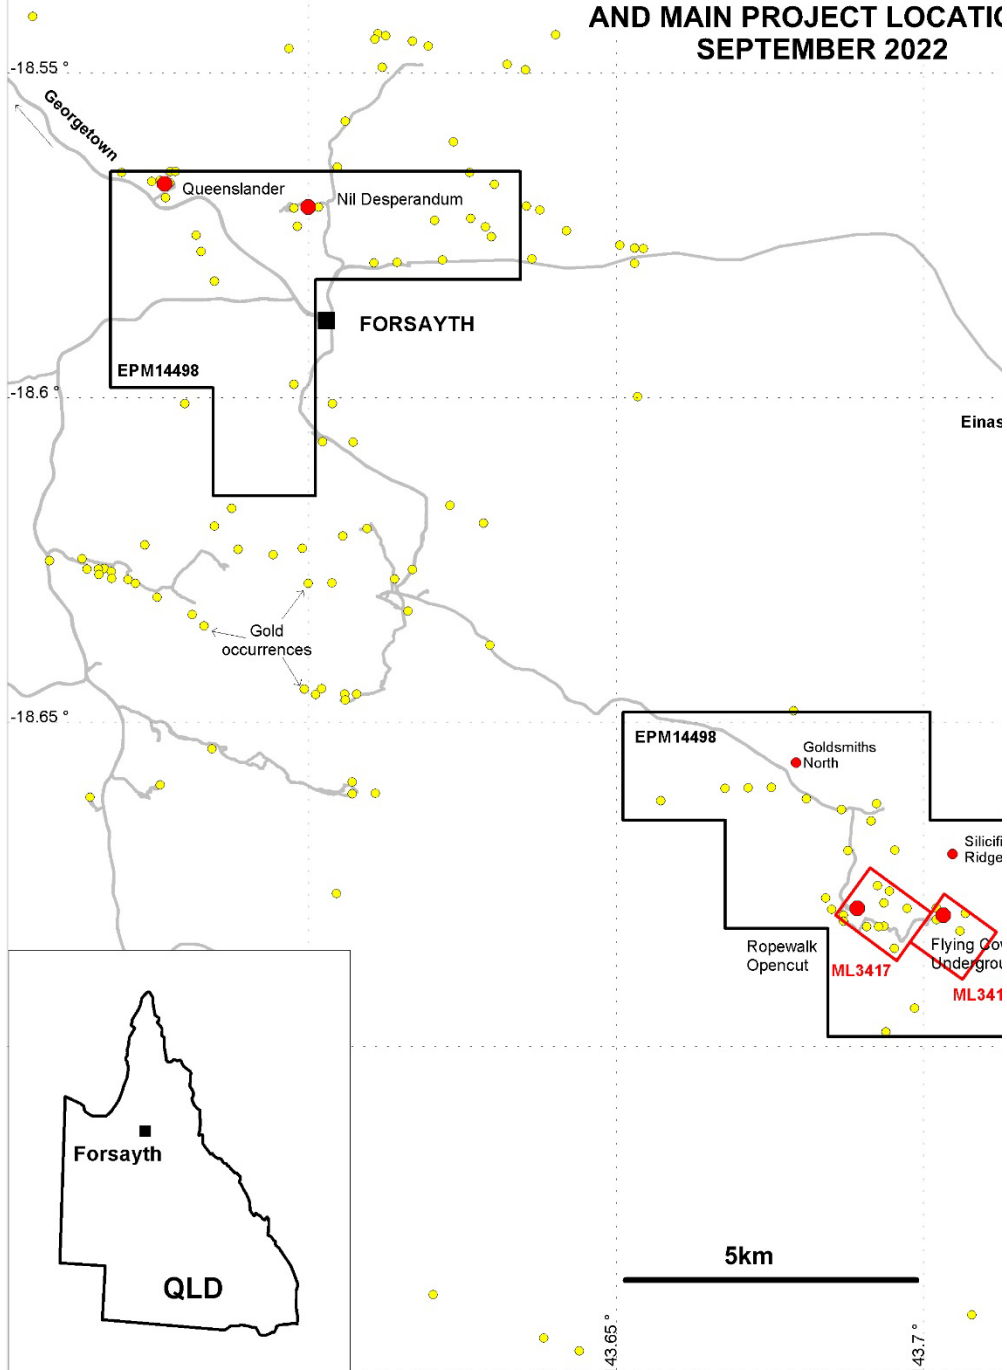 AND MAIN PROJECT LOCATIO
SEPTEMBER 2022
-18.55 °
Georgetown
Queenslander
Nil Desperandum
FORSAYTH
EPM14498
-18.6 °
Einas
Gold
occurrences
-18.65 °
EPM14498
Goldsmiths
North
Silicifi
Ridge
Ropewalk
Opencut
ML3417
Flying Cow
Undergrou
ML341
Forsayth
QLD
5km
43.65 °
43.7 °